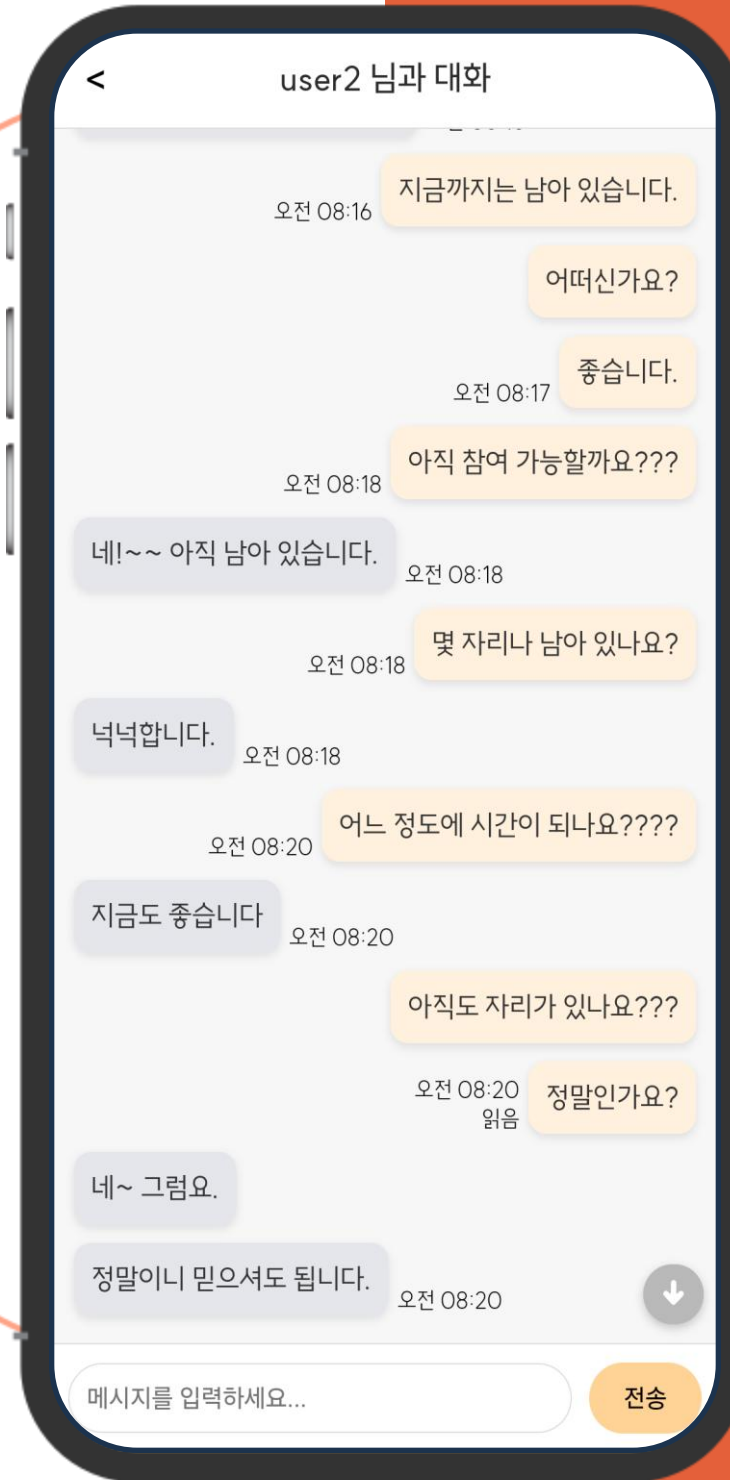 < user2 님과 대화
지금까지는 남아 있습니다.
오전 08:16
어떠신가요?
좋습니다.
오전 08:17
아직 참여 가능할까요???
오전 08:18
네!~~ 아직 남아 있습니다.
오전 08:18
몇 자리나 남아 있나요?
오전 08:18
넉넉합니다.
오전 08:18
어느 정도에 시간이 되나요????
오전 08:20
지금도 좋습니다
오전 08:20
아직도 자리가 있나요???
정말인가요?
오전 08:20
읽음
네~ 그럼요.
정말이니 믿으셔도 됩니다.
오전 08:20
메시지를 입력하세요...
전송